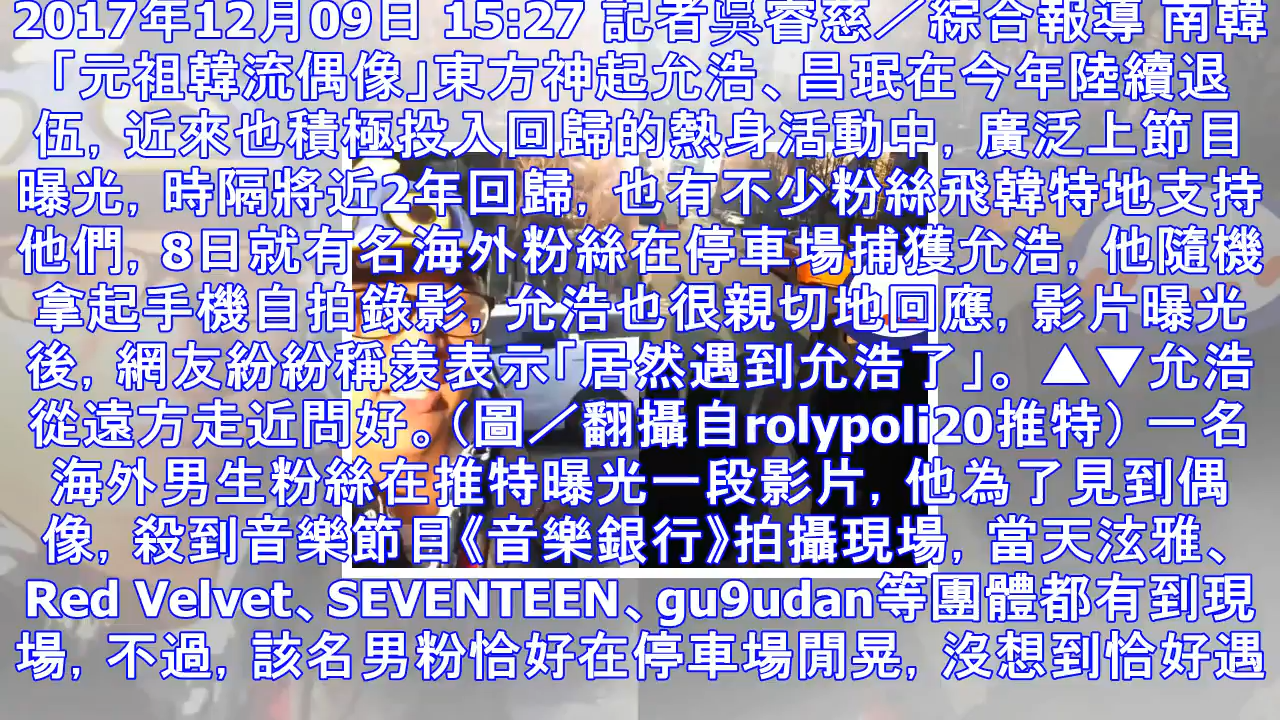 2017年12月09日 15:27 記者吳睿慈／綜合報導 南韓
「元祖韓流偶像」東方神起允浩、昌珉在今年陸續退
伍, 近來也積極投入回歸的熱身活動中, 廣泛上節目
曝光, 時隔將近2年回歸, 也有不少粉絲飛韓特地支持
他們, 8日就有名海外粉絲在停車場捕獲允浩, 他隨機
拿起手機自拍錄影, 允浩也很親切地回應, 影片曝光
後, 網友紛紛稱羨表示「居然遇到允浩了」。 ▲▼允浩
從遠方走近問好。（圖／翻攝自rolypoli20推特） 一名
海外男生粉絲在推特曝光一段影片, 他為了見到偶
像, 殺到音樂節目《音樂銀行》拍攝現場, 當天泫雅、
Red Velvet、SEVENTEEN、gu9udan等團體都有到現
場, 不過, 該名男粉恰好在停車場閒晃, 沒想到恰好遇